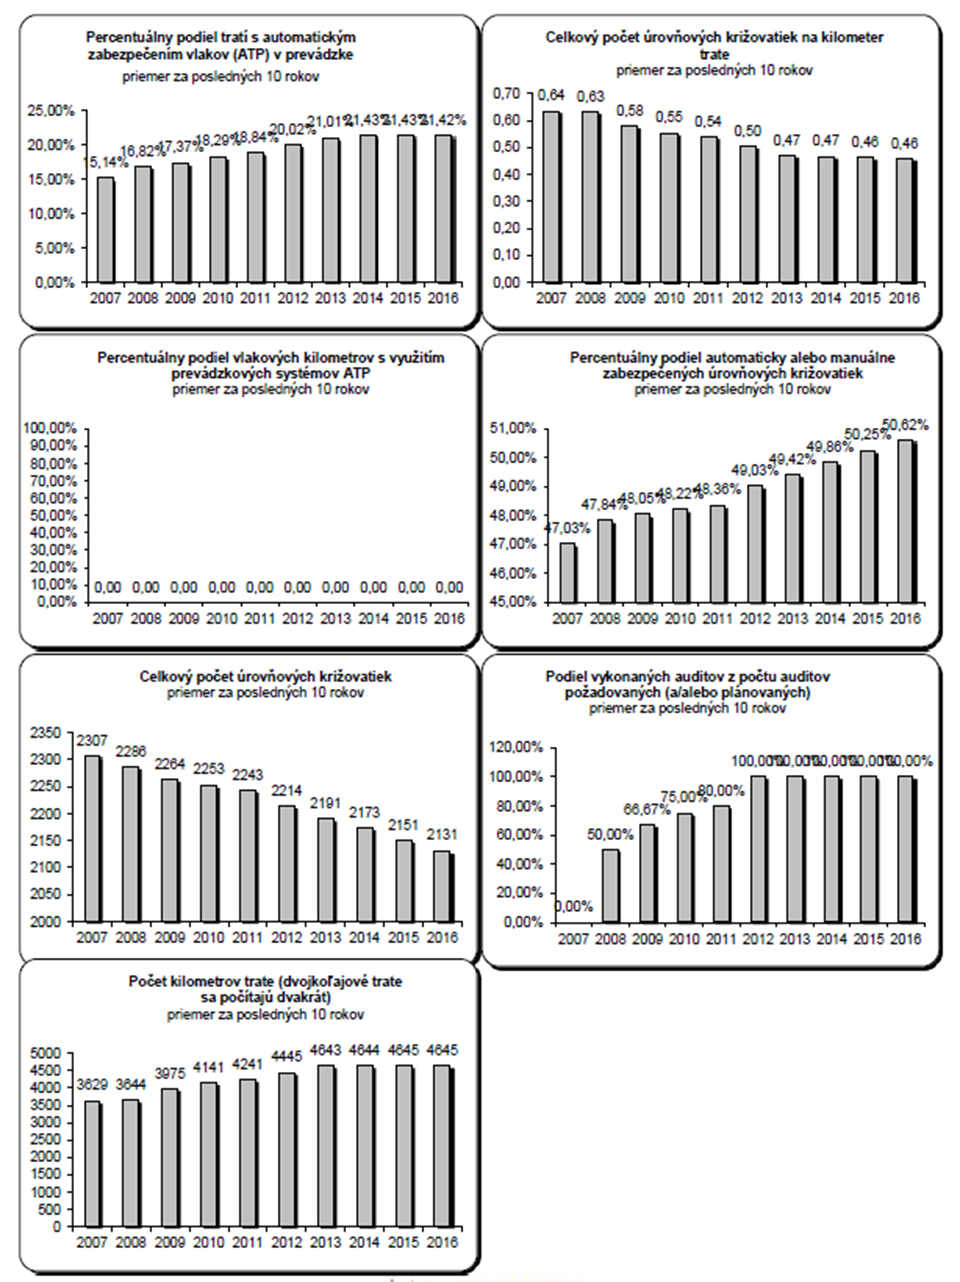 Percentuálny podiel tratí s automatickým
zabezpečením vlakov (ATP) v prevádzke
priemer za posledných 10 rokov
25,00%
20,00%
15,00%
10,00%
5,00%
0,00%
15,14% 16,82% 17,37% 18,29% 18,84% 20,02% 21,01% 21,43% 21,43% 21,42%
2007 2008 2009 2010 2011 2012 2013 2014 2015 2016
Celkový počet úrovňových križovatiek na kilometer
trate
priemer za posledných 10 rokov
0,70
0,60
0,50
0,40
0,30
0,20
0,10
0,00
0,64 0,63 0,58 0,55 0,54 0,50 0,47 0,47 0,46 0,46
2007 2008 2009 2010 2011 2012 2013 2014 2015 2016
Percentuálny podiel vlakových kilometrov s využitím
prevádzkových systémov ATP
priemer za posledných 10 rokov
100,00%
90,00%
80,00%
70,00%
60,00%
50,00%
40,00%
30,00%
20,00%
10,00%
0,00%
0,00 0,00 0,00 0,00 0,00 0,00 0,00 0,00 0,00 0,00
2007 2008 2009 2010 2011 2012 2013 2014 2015 2016
Percentuálny podiel automaticky alebo manuálne
zabezpečených úrovňových križovatiek
priemer za posledných 10 rokov
51,00%
50,00%
49,00%
48,00%
47,00%
46,00%
45,00%
47,03% 47,84% 48,05% 48,22% 48,36% 49,03% 49,42% 49,86% 50,25% 50,62%
2007 2008 2009 2010 2011 2012 2013 2014 2015 2016
Celkový počet úrovňových križovatiek
priemer za posledných 10 rokov
2350
2300
2250
2200
2150
2100
2050
2000
2307 2286 2264 2253 2243 2214 2191 2173 2151 2131
2007 2008 2009 2010 2011 2012 2013 2014 2015 2016
Podiel vykonaných auditov z počtu auditov
požadovaných (a/alebo plánovaných)
priemer za posledných 10 rokov
120,00%
100,00%
80,00%
60,00%
40,00%
20,00%
0,00%
0,00% 50,00% 66,67% 75,00% 80,00% 100,00% 100,00% 100,00% 100,00% 100,00%
2007 2008 2009 2010 2011 2012 2013 2014 2015 2016
Počet kilometrov trate (dvojkoľajové trate
sa počítajú dvakrát)
priemer za posledných 10 rokov
5000
4500
4000
3500
3000
2500
2000
1500
1000
500
0
3629 3644 3975 4141 4241 4445 4643 4644 4645 4645
2007 2008 2009 2010 2011 2012 2013 2014 2015 2016